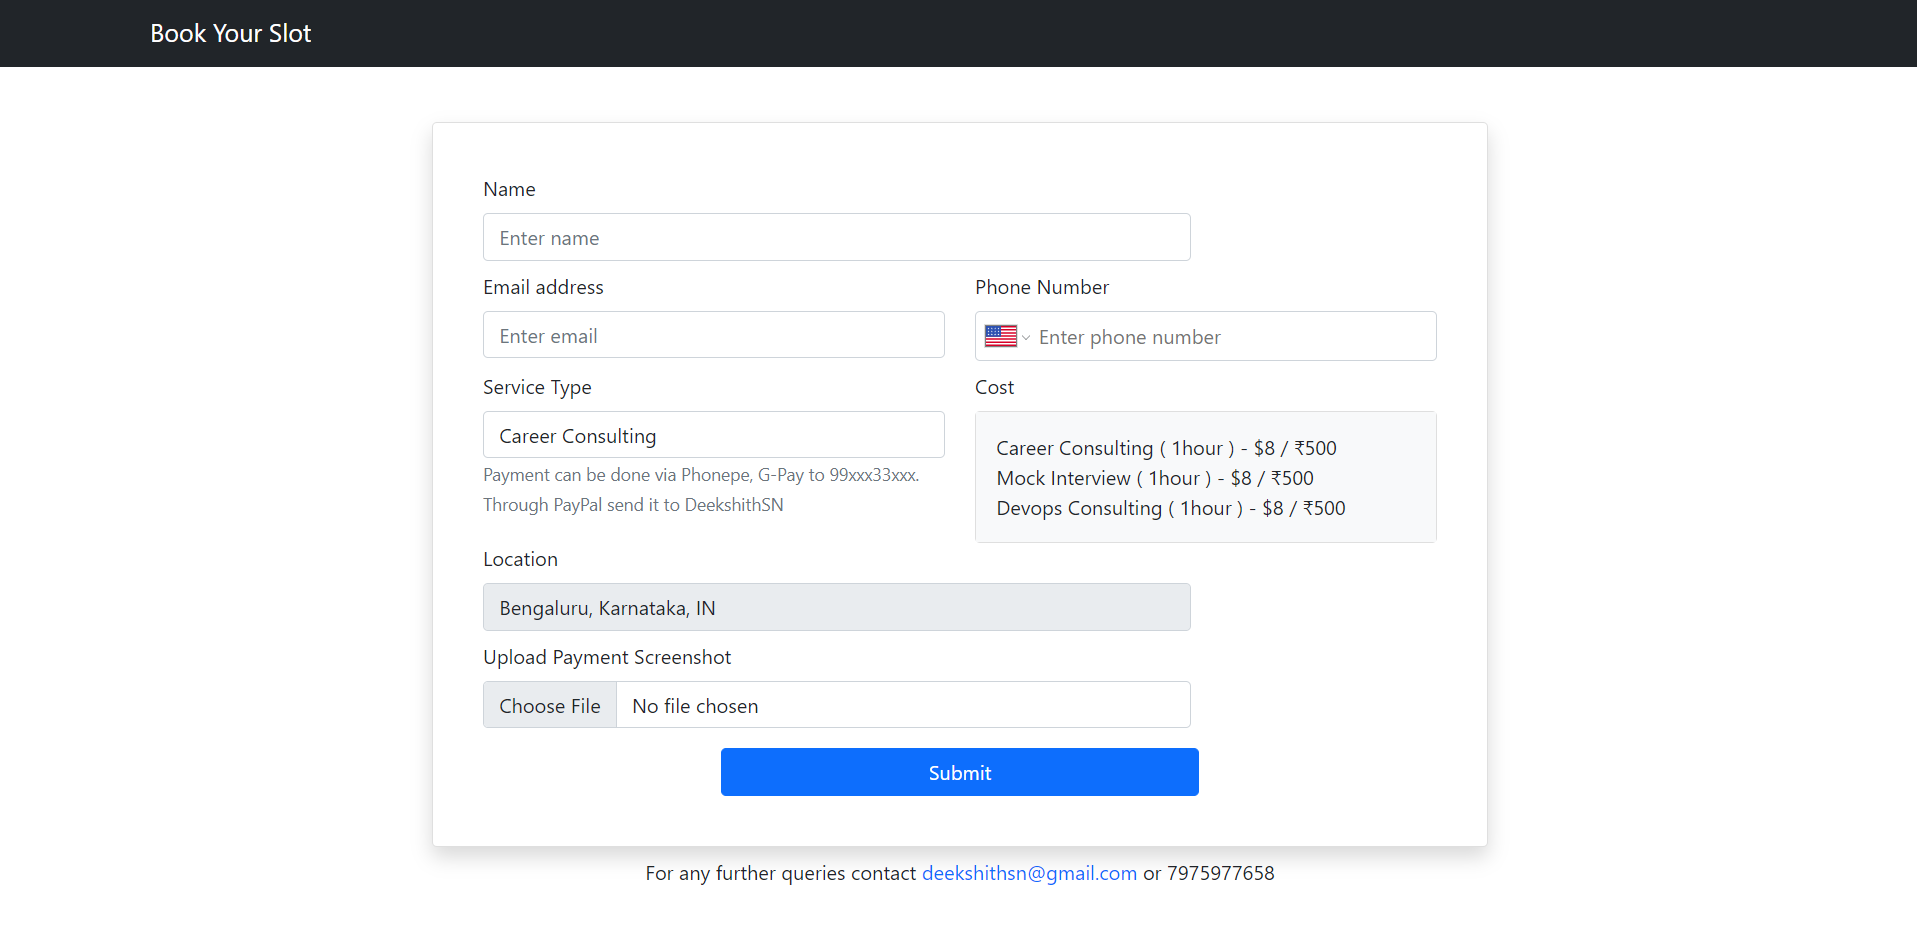 Book Your Slot
Name
Enter name
Email address
Phone Number
Enter email
Enter phone number
Service Type
Cost
Career Consulting
Payment can be done via Phonepe, G-Pay to 99xxx33xxx.
Through PayPal send it to DeekshithSN
Career Consulting ( 1hour ) - $8 / ₹500
Mock Interview ( 1hour ) - $8 / ₹500
Devops Consulting ( 1hour ) - $8 / ₹500
Location
Bengaluru, Karnataka, IN
Upload Payment Screenshot
Choose File No file chosen
Submit
For any further queries contact deekshithsn@gmail.com or 7975977658